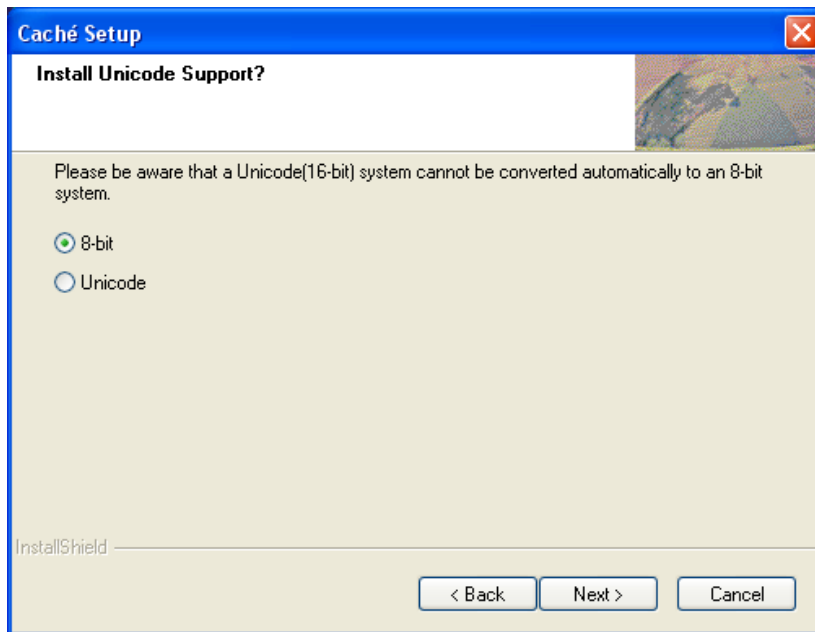 Caché Setup
Install Unicode Support?
Please be aware that a Unicode(16-bit) system cannot be converted automatically to an 8-bit
system.
8-bit
Unicode
InstallShield
< Back Next > Cancel